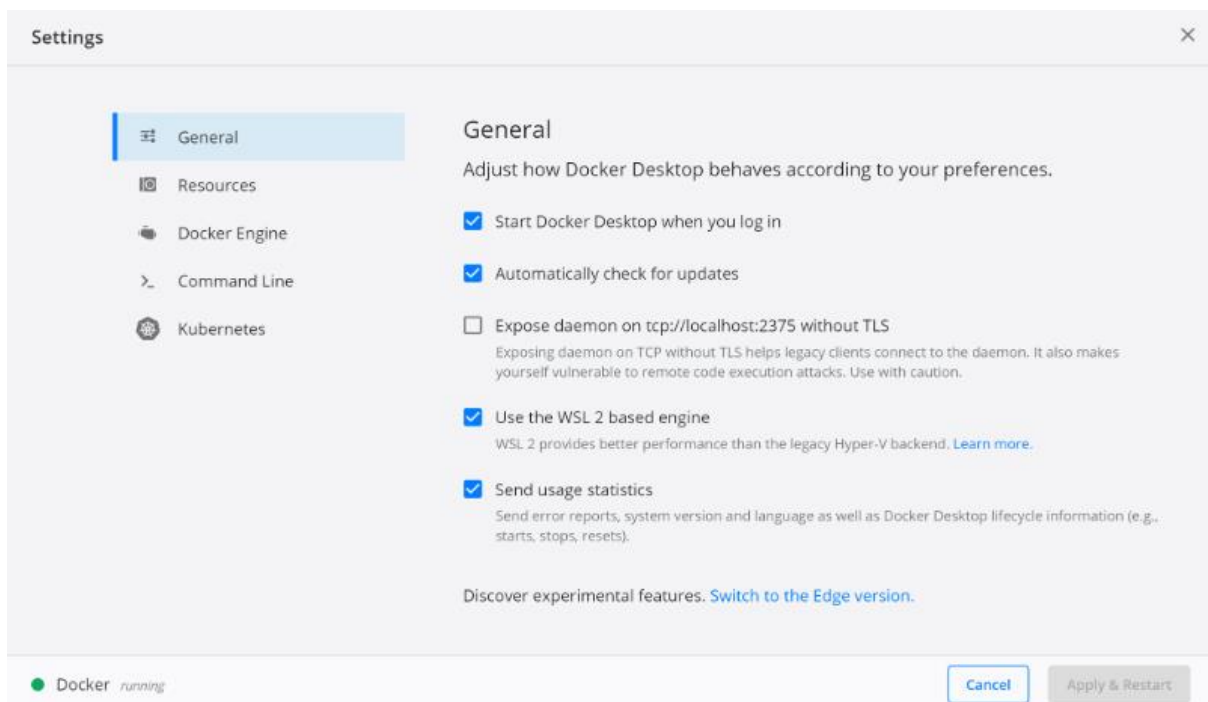 Settings
General
Resources
Docker Engine
Command Line
Kubernetes
General
Adjust how Docker Desktop behaves according to your preferences.
Start Docker Desktop when you log in
Automatically check for updates
Expose daemon on tcp://localhost:2375 without TLS
Exposing daemon on TCP without TLS helps legacy clients connect to the daemon. It also makes
yourself vulnerable to remote code execution attacks. Use with caution.
Use the WSL 2 based engine
WSL 2 provides better performance than the legacy Hyper-V backend. Learn more.
Send usage statistics
Send error reports, system version and language as well as Docker Desktop lifecycle information (e.g.,
starts, stops, resets).
Discover experimental features. Switch to the Edge version.
Docker running
Cancel
Apply & Restart